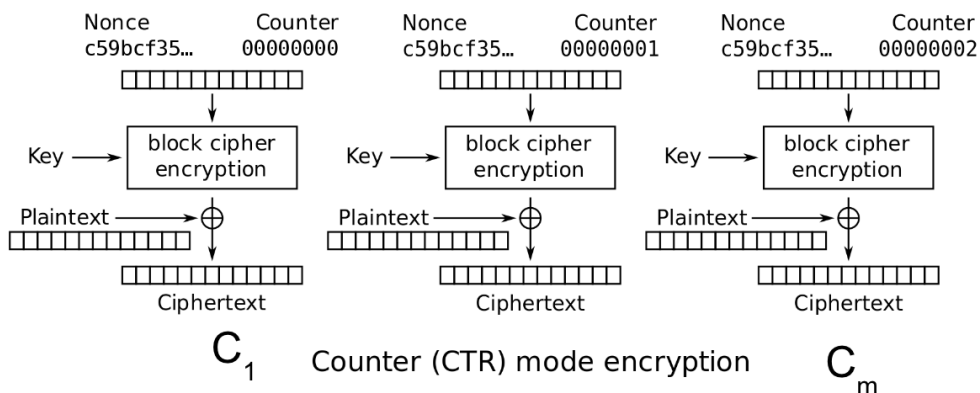 Nonce Counter Nonce Counter Nonce Counter
c59bcf35… 00000000 c59bcf35… 00000001 c59bcf35… 00000002
block cipher block cipher block cipher
Key Key Key
encryption encryption encryption
Plaintext Plaintext Plaintext
Ciphertext Ciphertext Ciphertext
C1 Counter (CTR) mode encryption Cm